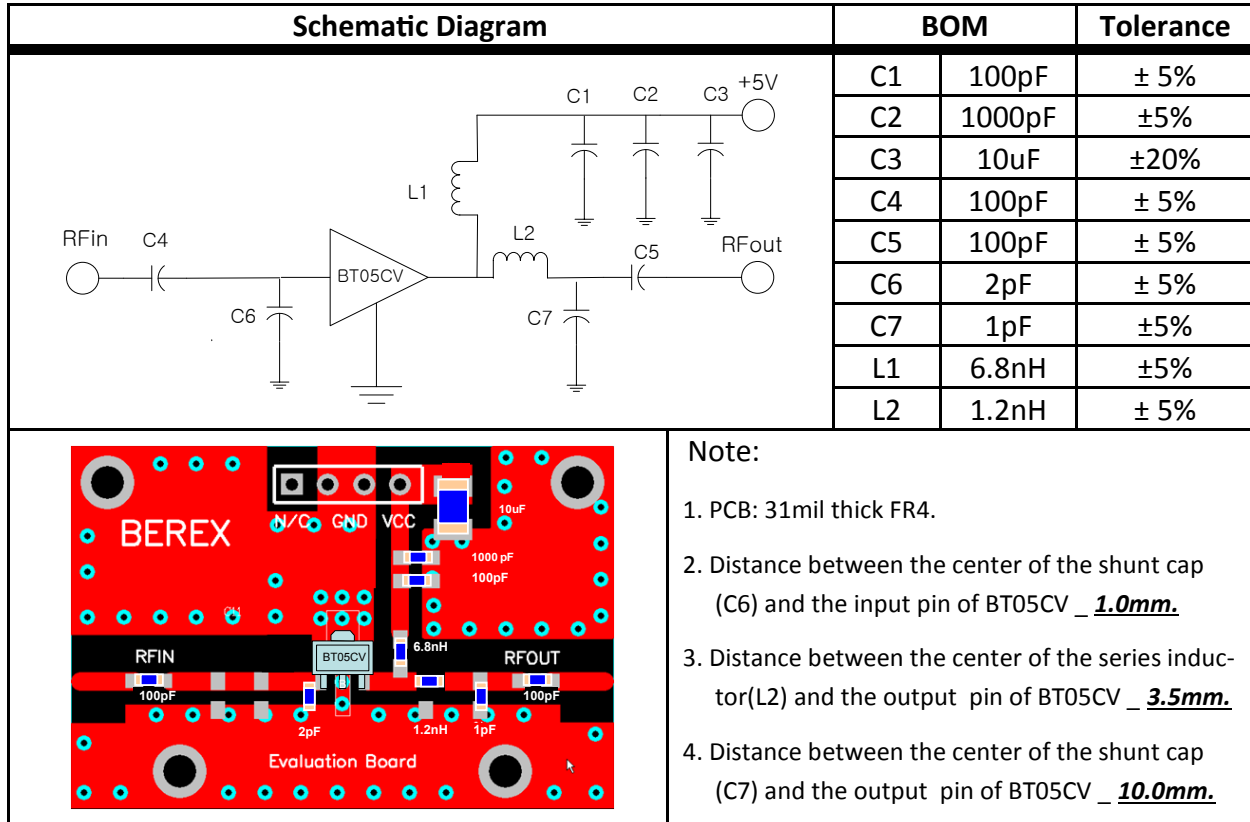 Schematic Diagram
BOM
Tolerance
C1 100pF ± 5%
C2 1000pF ±5%
C3 10uF ±20%
C4 100pF ± 5%
C5 100pF ± 5%
C6 2pF ± 5%
C7 1pF ±5%
L1 6.8nH ±5%
L2 1.2nH ± 5%
C1 C2 C3 +5V
L1
RFin C4 L2 C5 RFout
BT05CV
C6 C7
N/C GND VCC
10uF
BEREX
1000 pF
100pF
6.8nH
RFIN BT05CV RFOUT
100pF 100pF
2pF 1.2nH 1pF
Evaluation Board
Note:
1. PCB: 31mil thick FR4.
2. Distance between the center of the shunt cap
(C6) and the input pin of BT05CV _ 1.0mm.
3. Distance between the center of the series induc-
tor(L2) and the output pin of BT05CV _ 3.5mm.
4. Distance between the center of the shunt cap
(C7) and the output pin of BT05CV _ 10.0mm.